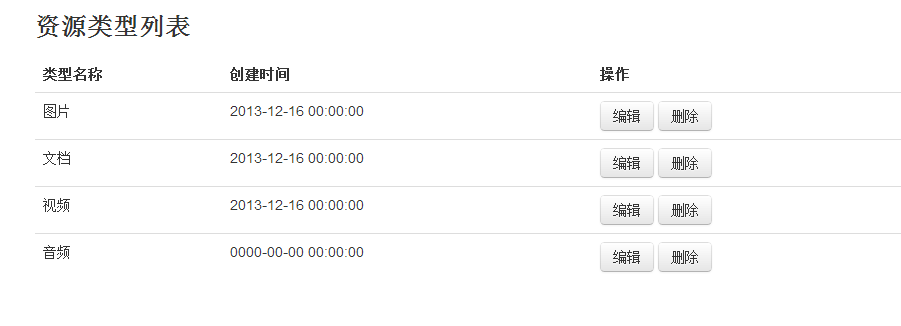 资源类型列表
类型名称 创建时间 操作
图片 2013-12-16 00:00:00 编辑 删除
文档 2013-12-16 00:00:00 编辑 删除
视频 2013-12-16 00:00:00 编辑 删除
音频 0000-00-00 00:00:00 编辑 删除